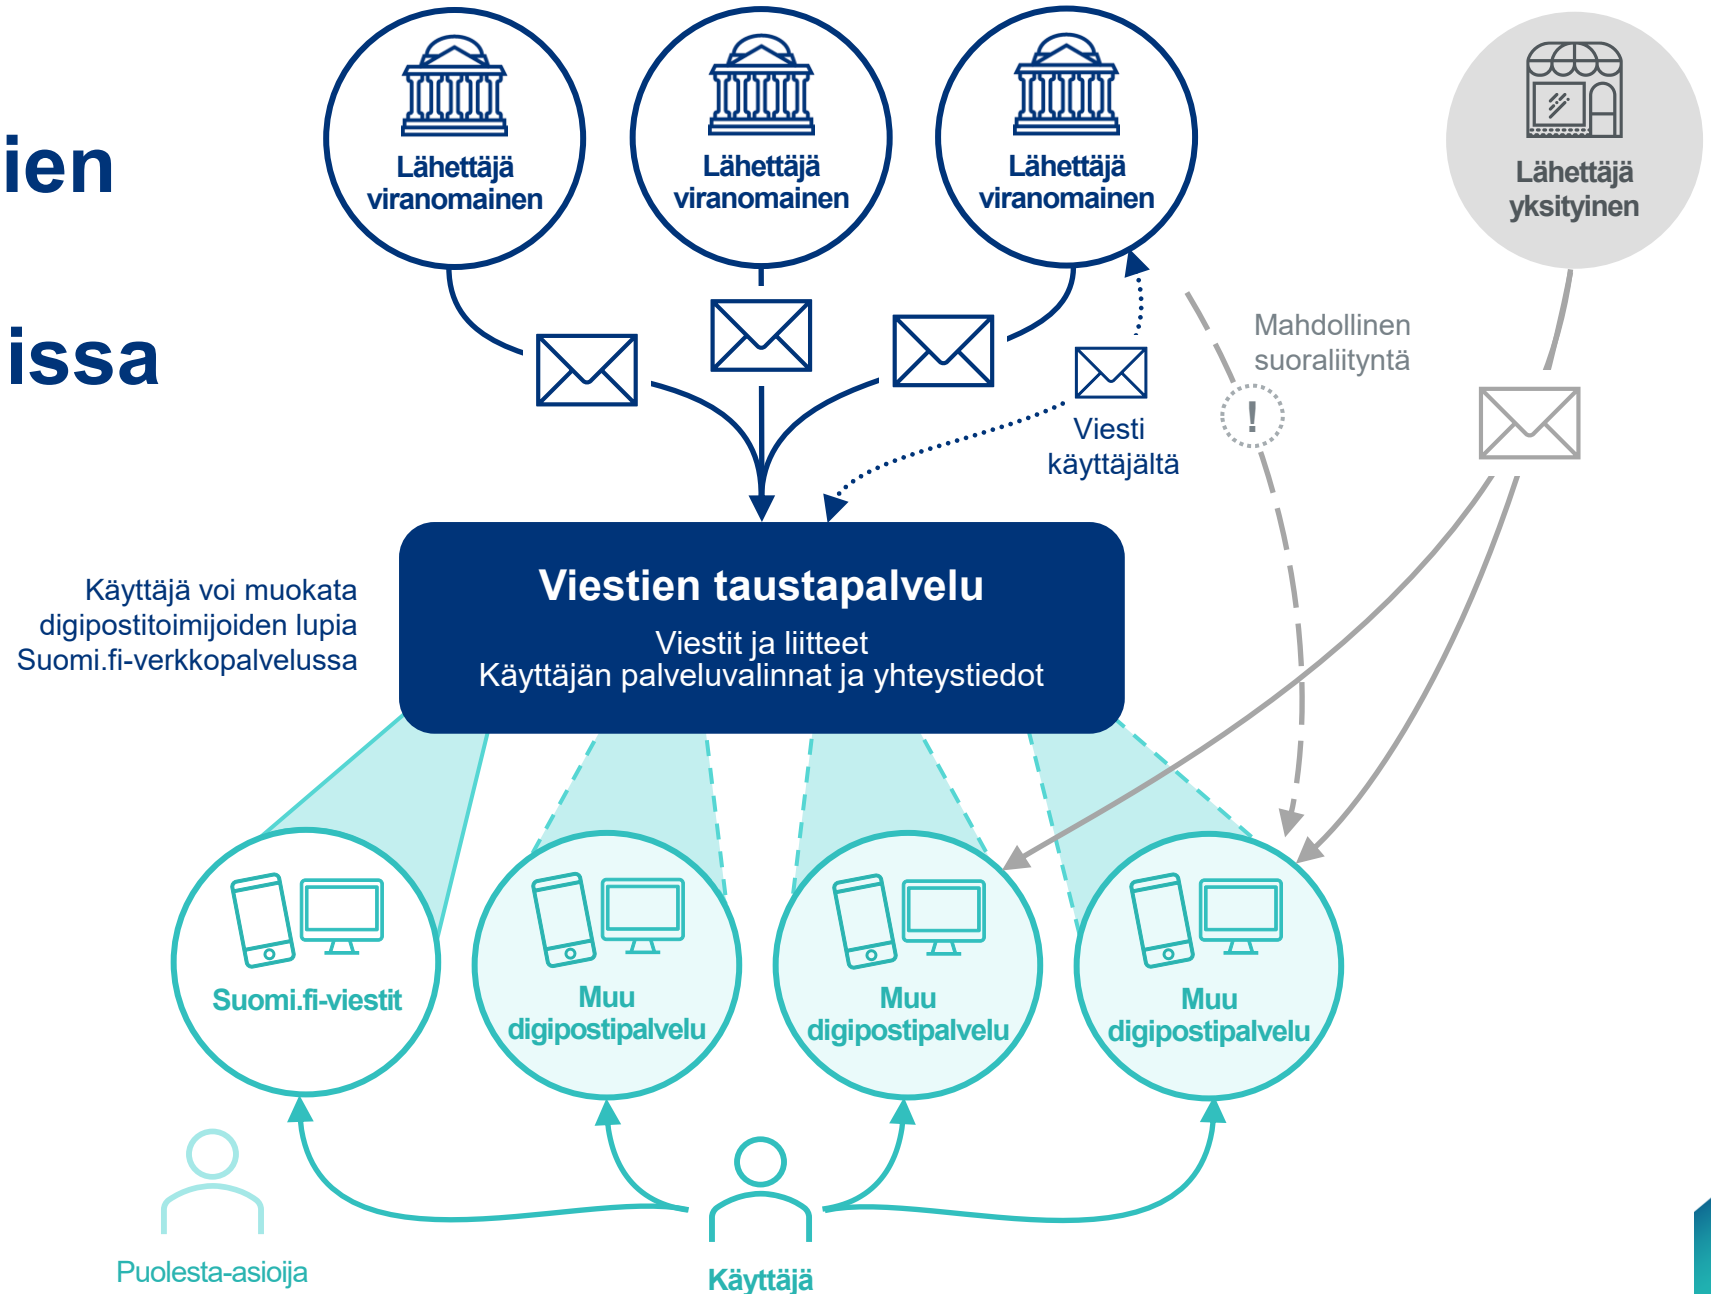 ien
issa
Lähettäjä
viranomainen
Lähettäjä
viranomainen
Lähettäjä
viranomainen
Lähettäjä
yksityinen
Mahdollinen
suoraliityntä
!
Viesti
käyttäjältä
Käyttäjä voi muokata
digipostitoimijoiden lupia
Suomi.fi-verkkopalvelussa
Viestien taustapalvelu
Viestit ja liitteet
Käyttäjän palveluvalinnat ja yhteystiedot
Suomi.fi-viestit
Muu
digipostipalvelu
Muu
digipostipalvelu
Muu
digipostipalvelu
Puolesta-asioija
Käyttäjä